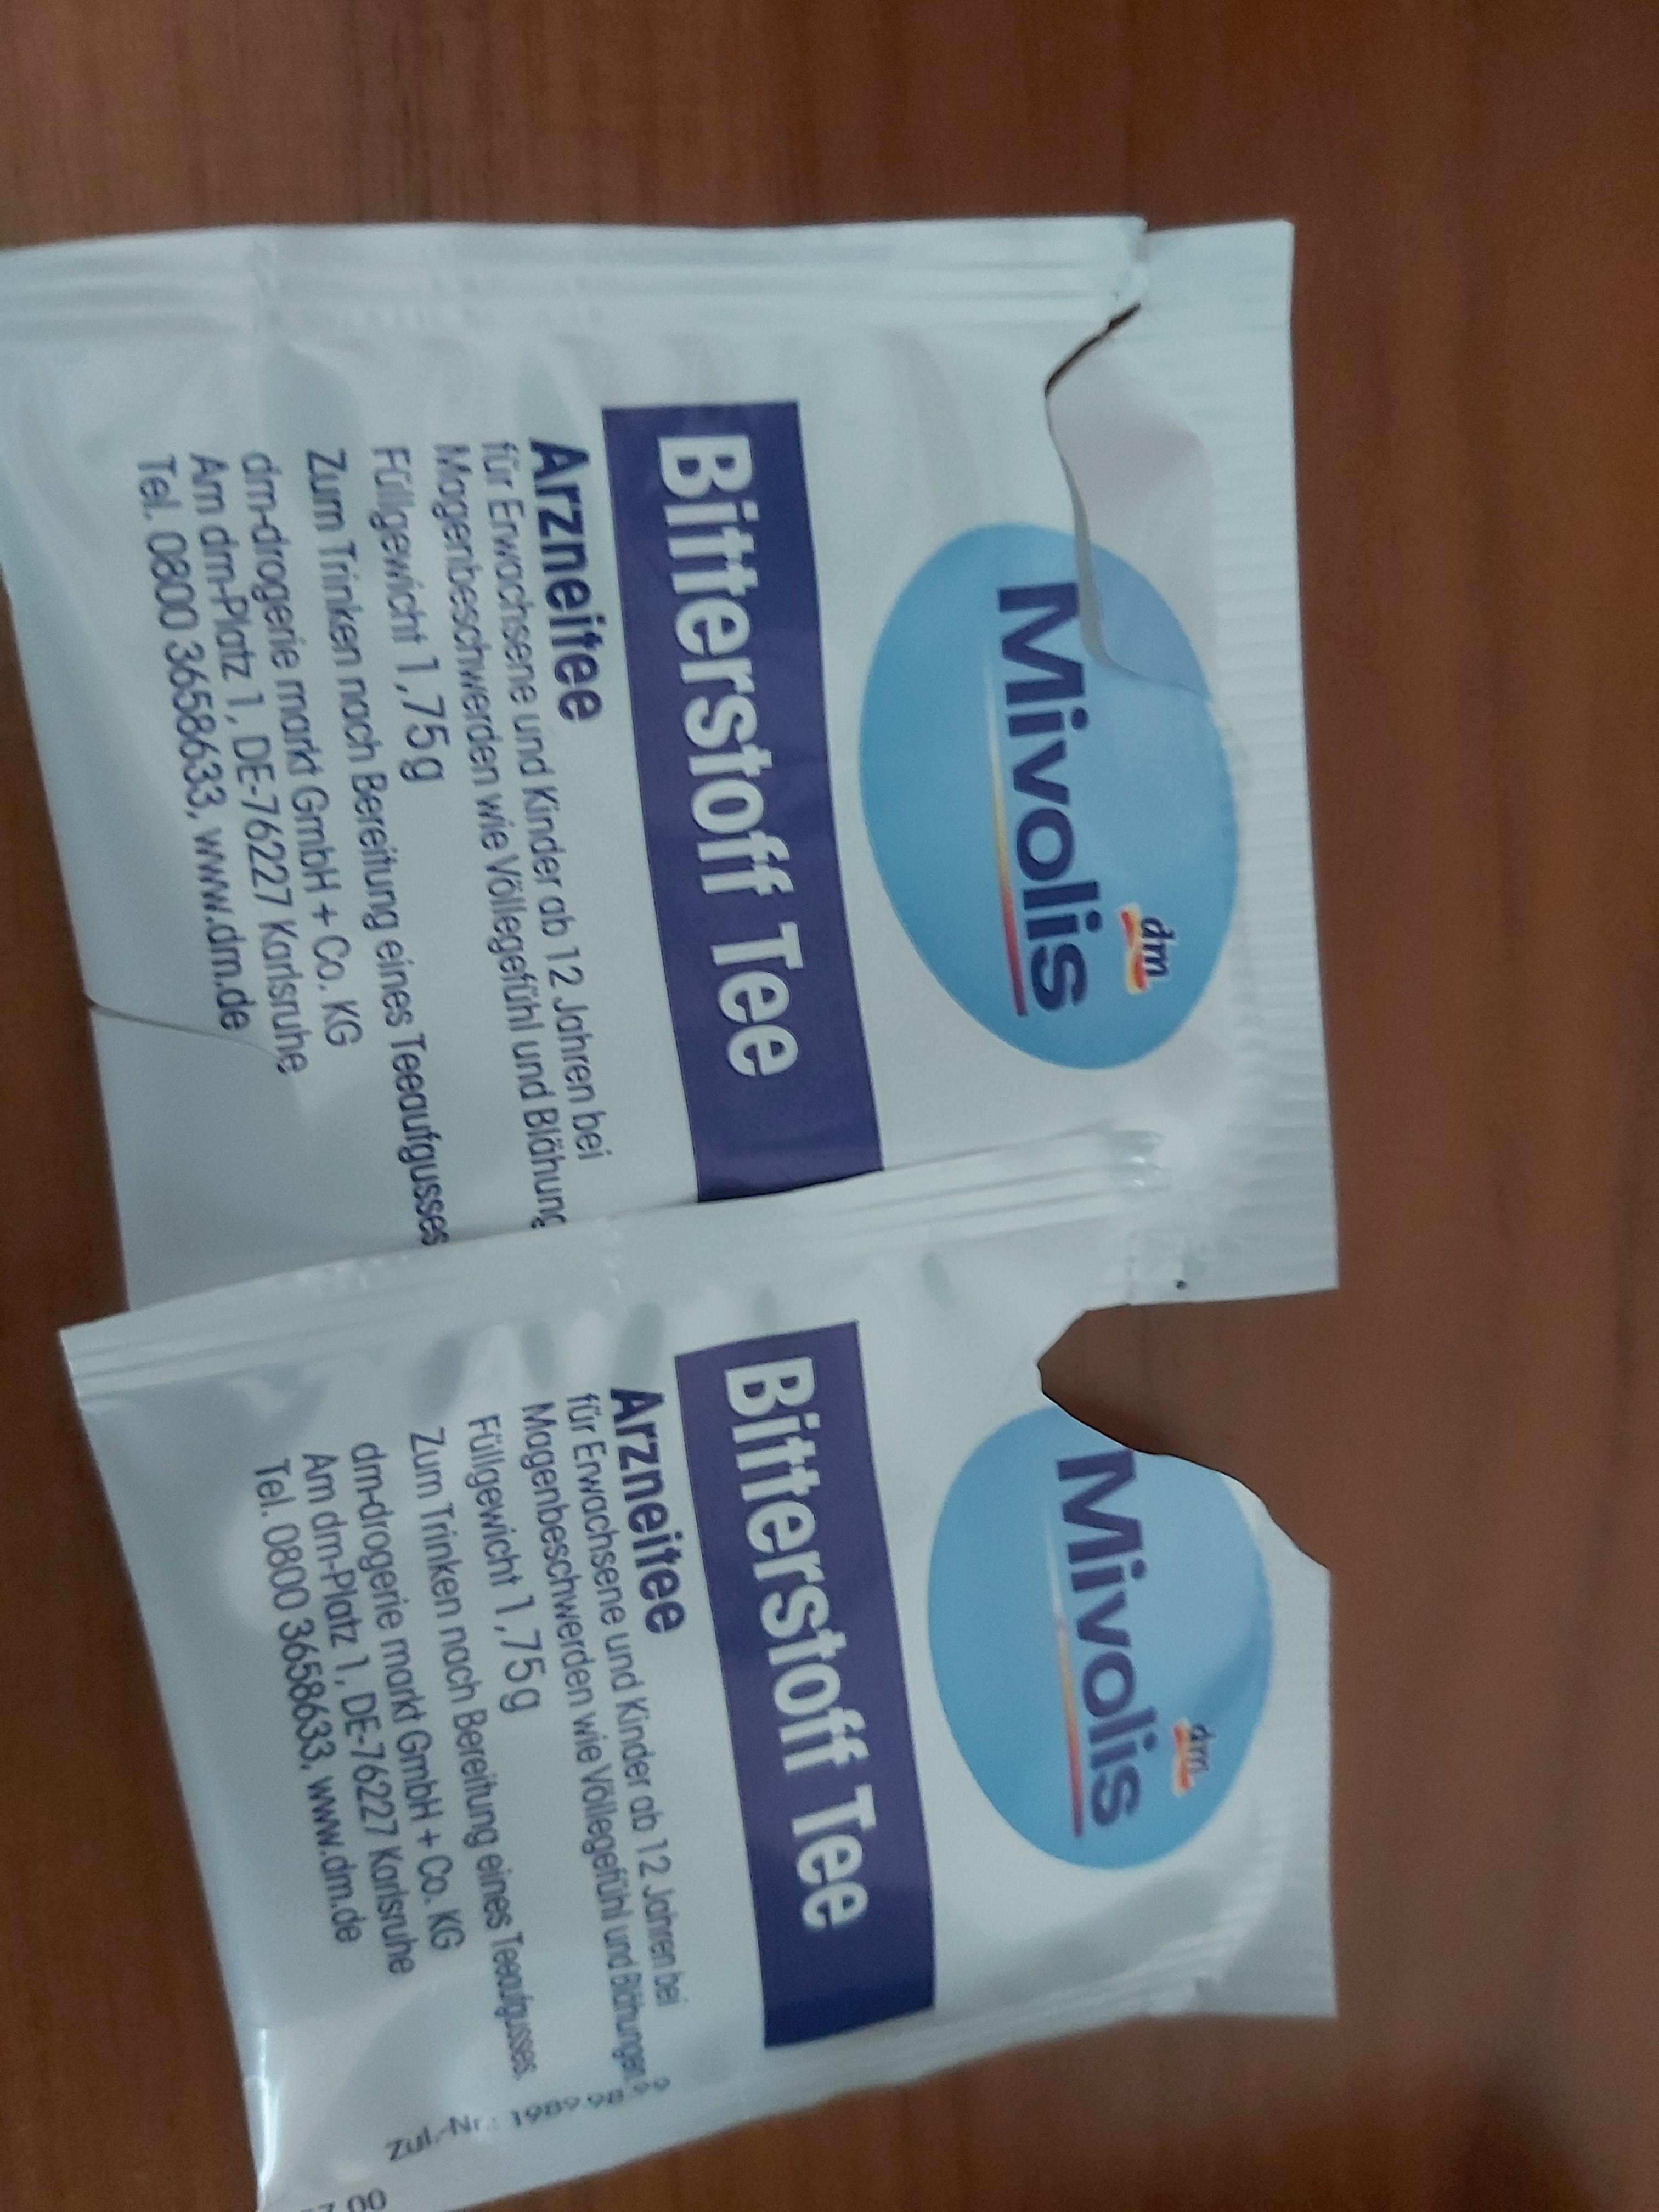 dm
Mivolis
Bitterstoff Tee
Arzneitee
für Erwachsene und Kinder ab 12 Jahren bei
Magenbeschwerden wie Völlegefühl und Blähung
Füllgewicht 1,75 g
Zum Trinken nach Bereitung eines Teeaufgusses
dm-drogerie markt GmbH + Co. KG
Am dm-Platz 1, DE-76227 Karlsruhe
Tel. 0800 3658633, www.dm.de
dm
Mivolis
Bitterstoff Tee
Arzneitee
für Erwachsene und Kinder ab 12 Jahren bei
Magenbeschwerden wie Völlegefühl und Blähungen
Füllgewicht 1,75 g
Zum Trinken nach Bereitung eines Teeaufgusses.
dm-drogerie markt GmbH + Co. KG
Am dm-Platz 1, DE-76227 Karlsruhe
Tel. 0800 3658633, www.dm.de
Zul.-Nr.: 1989.98.99